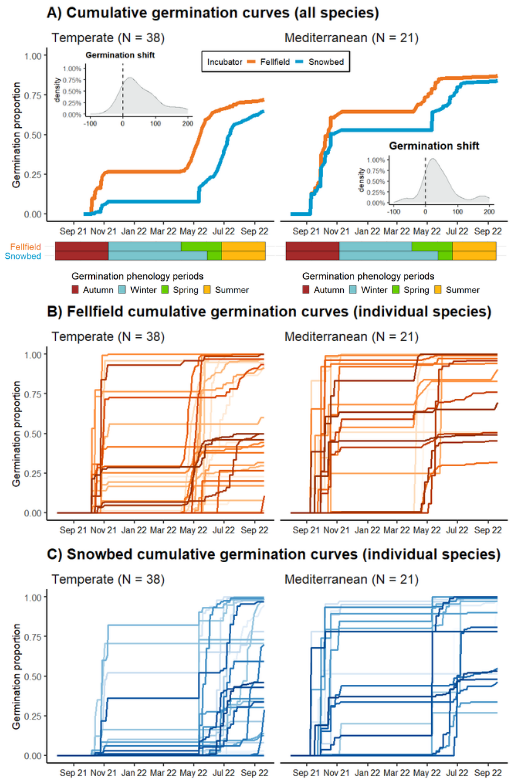 A) Cumulative germination curves (all species)
Temperate (N = 38)
Mediterranean (N = 21)
Germination shift
Incubator Fellfield Snowbed
Germination proportion
1.00
0.75
0.50
0.25
0.00
density
1.00%
0.75%
0.50%
0.25%
0.00%
-100 0 100 200
Germination shift
density
1.00%
0.75%
0.50%
0.25%
0.00%
-100 0 100 200
Sep 21 Nov 21 Jan 22 Mar 22 May 22 Jul 22 Sep 22
Sep 21 Nov 21 Jan 22 Mar 22 May 22 Jul 22 Sep 22
Fellfield
Snowbed
Germination phenology periods
Autumn Winter Spring Summer
Germination phenology periods
Autumn Winter Spring Summer
B) Fellfield cumulative germination curves (individual species)
Temperate (N = 38)
Mediterranean (N = 21)
Germination proportion
1.00
0.75
0.50
0.25
0.00
Sep 21 Nov 21 Jan 22 Mar 22 May 22 Jul 22 Sep 22
Sep 21 Nov 21 Jan 22 Mar 22 May 22 Jul 22 Sep 22
C) Snowbed cumulative germination curves (individual species)
Temperate (N = 38)
Mediterranean (N = 21)
Germination proportion
1.00
0.75
0.50
0.25
0.00
Sep 21 Nov 21 Jan 22 Mar 22 May 22 Jul 22 Sep 22
Sep 21 Nov 21 Jan 22 Mar 22 May 22 Jul 22 Sep 22